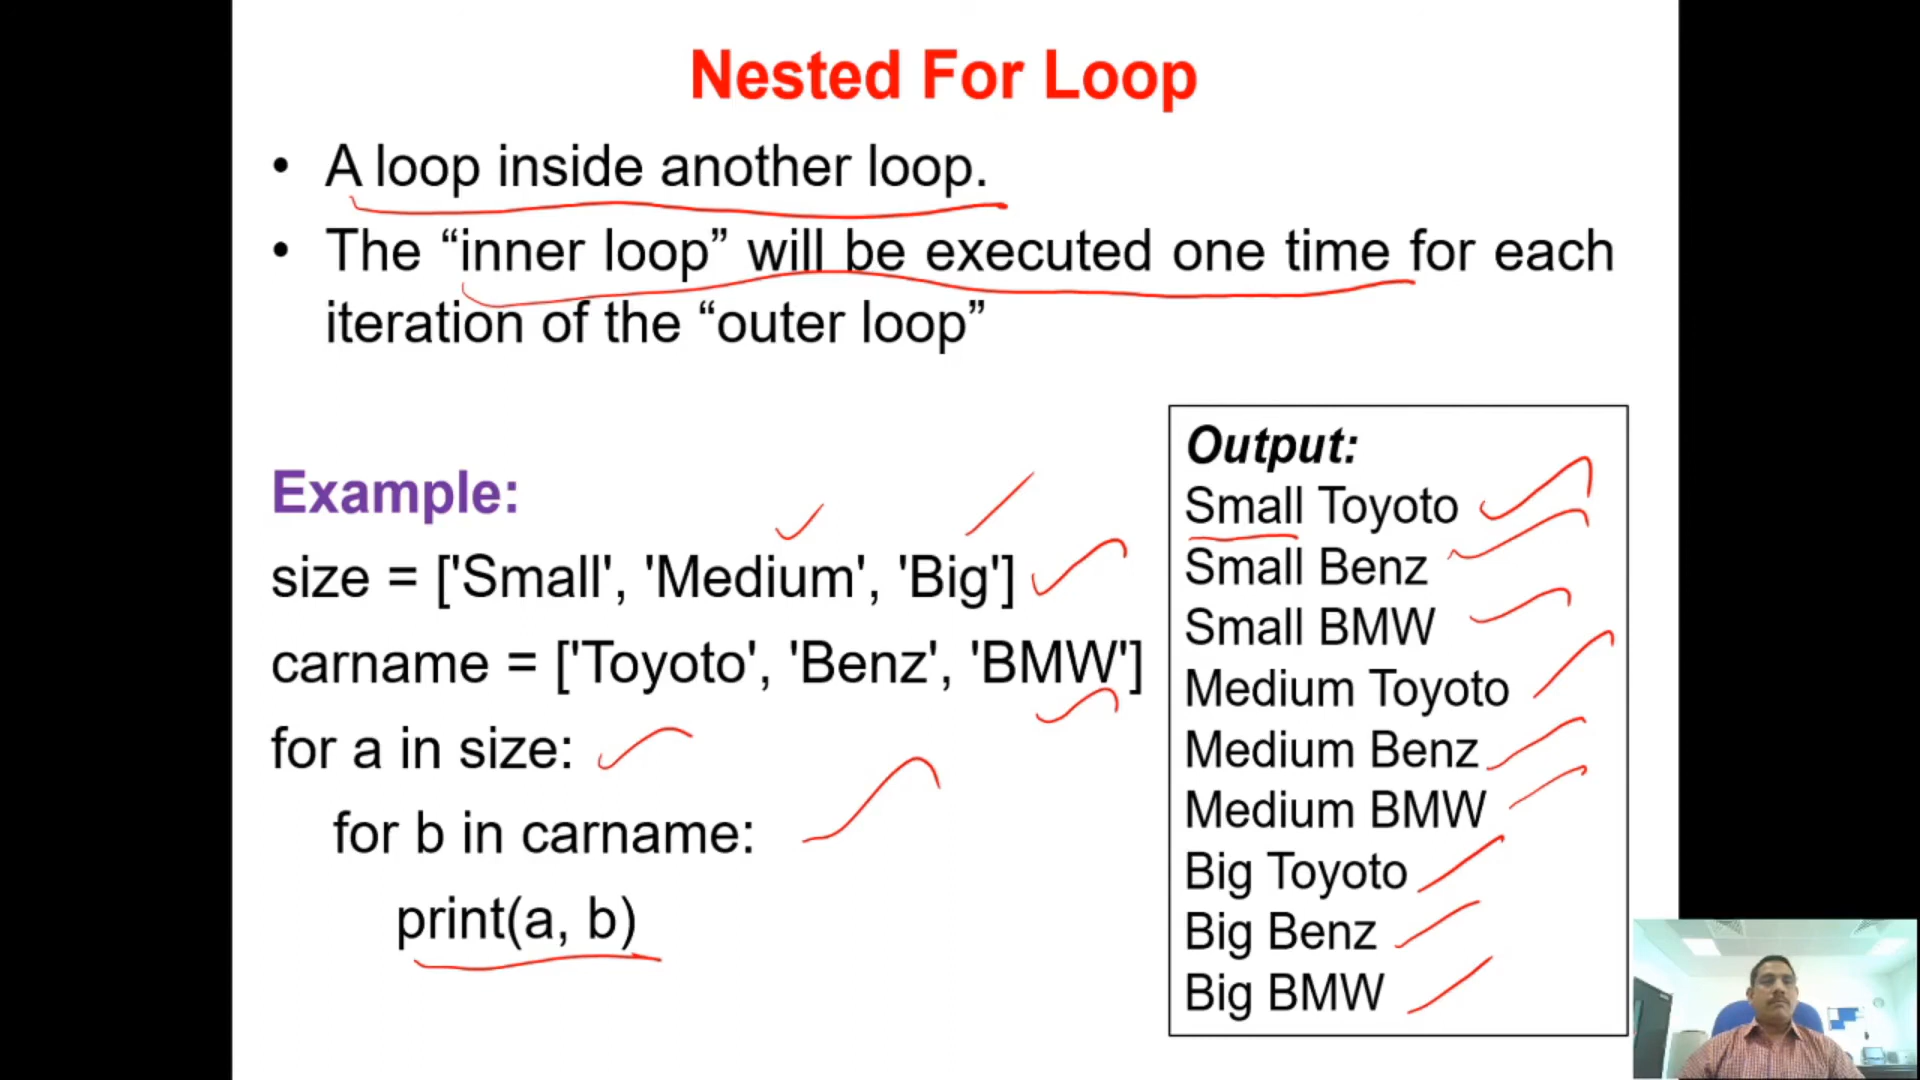 Nested For Loop
• A loop inside another loop.
• The “inner loop” will be executed one time for each
iteration of the “outer loop”
Example:
size = ['Small', 'Medium', 'Big']
carname = ['Toyoto', 'Benz', 'BMW']
for a in size:
for b in carname:
print(a, b)
Output:
Small Toyoto
Small Benz
Small BMW
Medium Toyoto
Medium Benz
Medium BMW
Big Toyoto
Big Benz
Big BMW